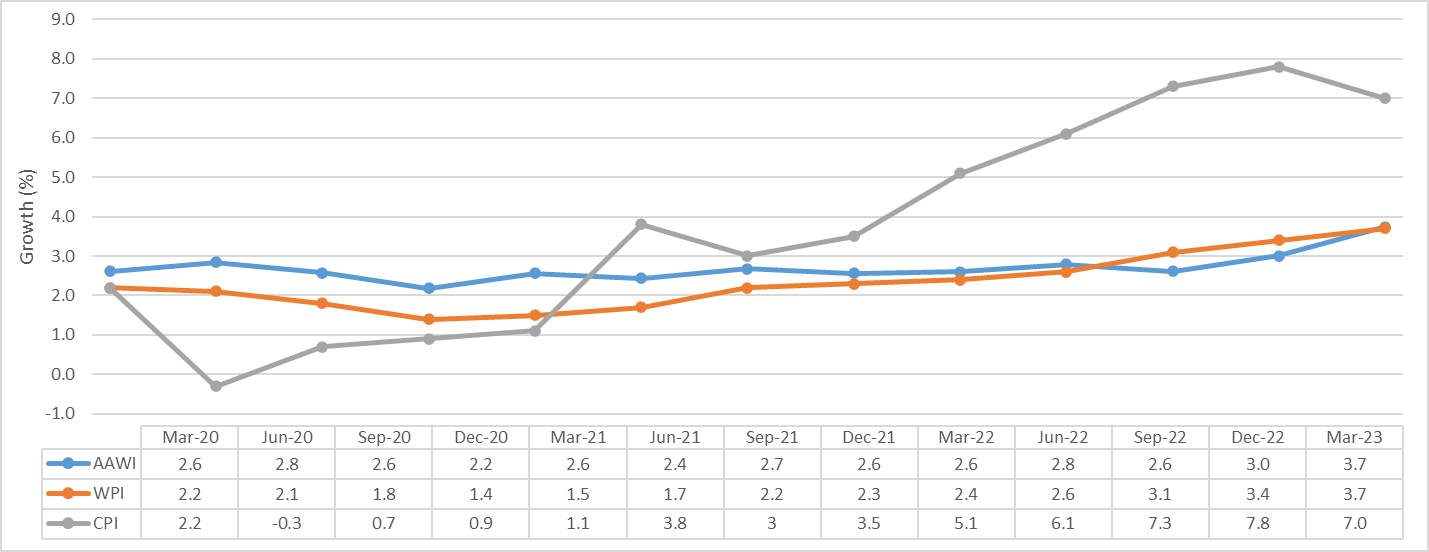 9.0
8.0
7.0
6.0
5.0
4.0
3.0
2.0
1.0
0.0
-1.0
Growth (%)
Mar-20 Jun-20 Sep-20 Dec-20 Mar-21 Jun-21 Sep-21 Dec-21 Mar-22 Jun-22 Sep-22 Dec-22 Mar-23
AAWI 2.6 2.8 2.6 2.2 2.6 2.4 2.7 2.6 2.6 2.8 2.6 3.0 3.7
WPI 2.2 2.1 1.8 1.4 1.5 1.7 2.2 2.3 2.4 2.6 3.1 3.4 3.7
CPI 2.2 -0.3 0.7 0.9 1.1 3.8 3 3.5 5.1 6.1 7.3 7.8 7.0